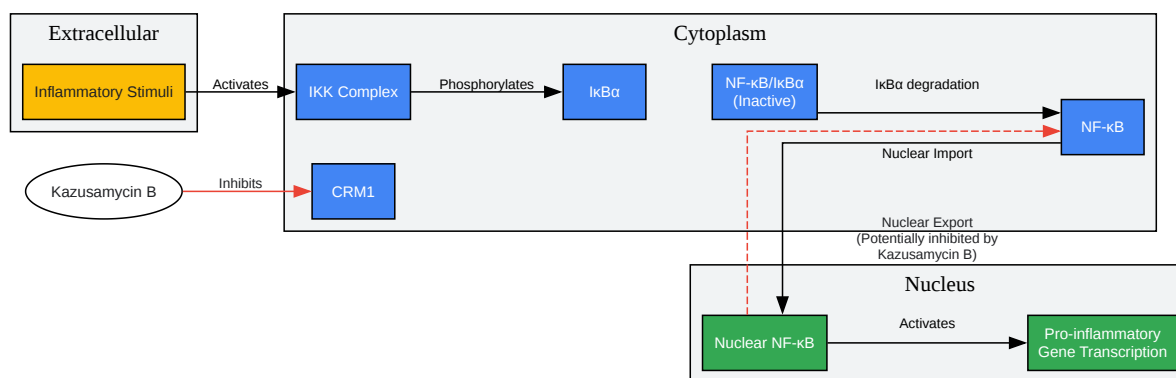 Extracellular
Cytoplasm
Inflammatory Stimuli
Activates
IKK Complex
Phosphorylates
IκBα
NF-κB/IκBα
(Inactive)
IκBα degradation
NF-κB
Nuclear Import
Kazusamycin B
Inhibits
CRM1
Nuclear Export
(Potentially inhibited by
Kazusamycin B)
Nucleus
Nuclear NF-κB
Activates
Pro-inflammatory
Gene Transcription